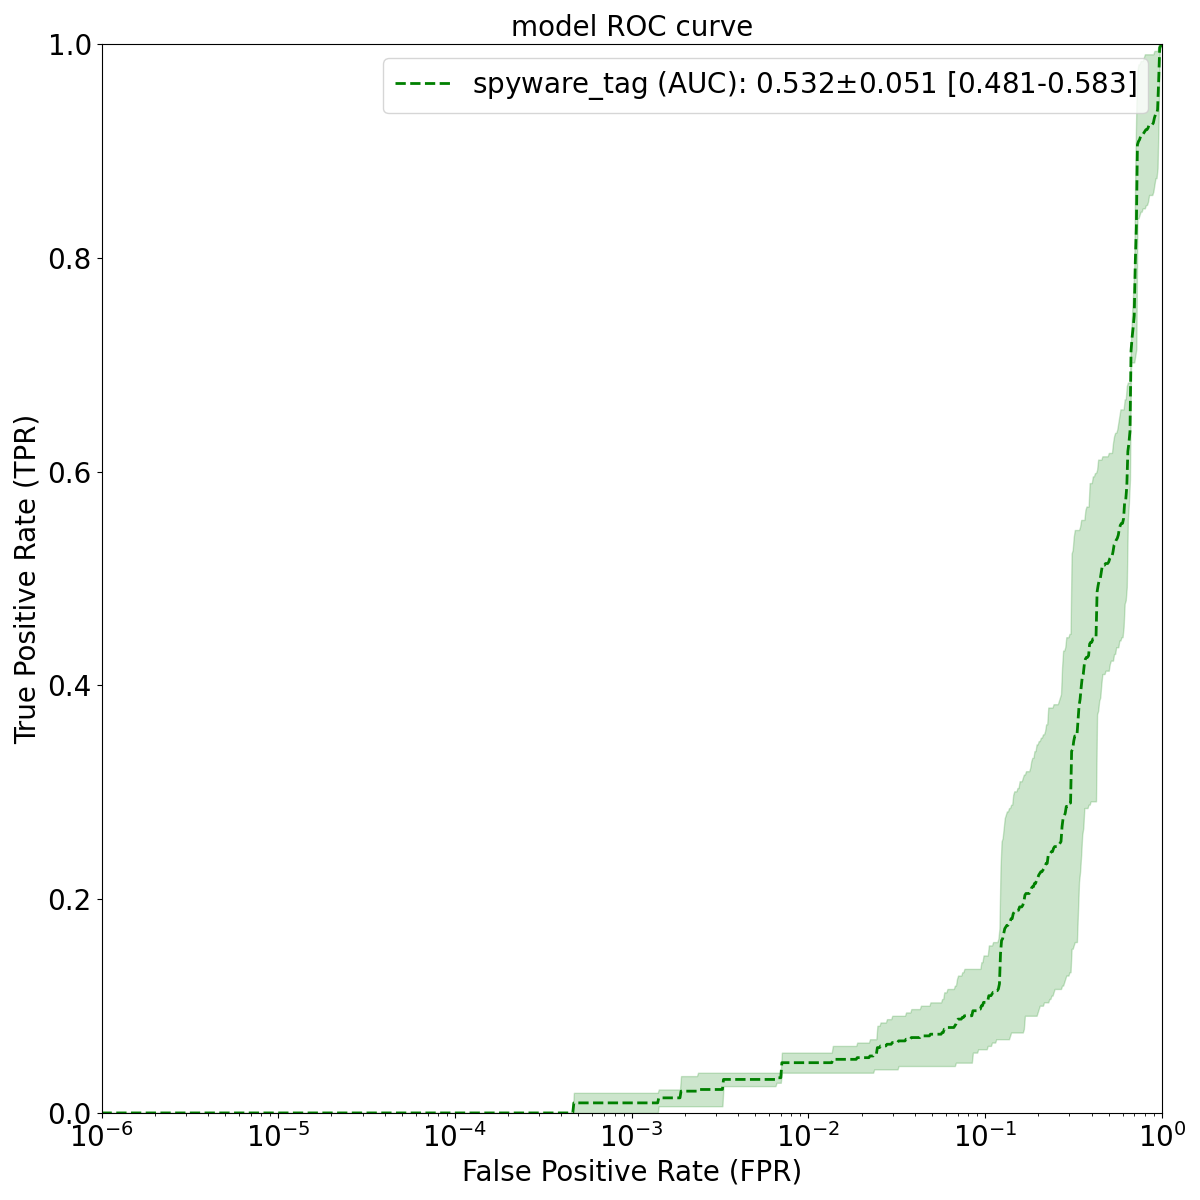 model ROC curve
spyware_tag (AUC): 0.532±0.051 [0.481-0.583]
True Positive Rate (TPR)
1.0
0.8
0.6
0.4
0.2
0.0
10⁻⁶ 10⁻⁵ 10⁻⁴ 10⁻³ 10⁻² 10⁻¹ 10⁰
False Positive Rate (FPR)